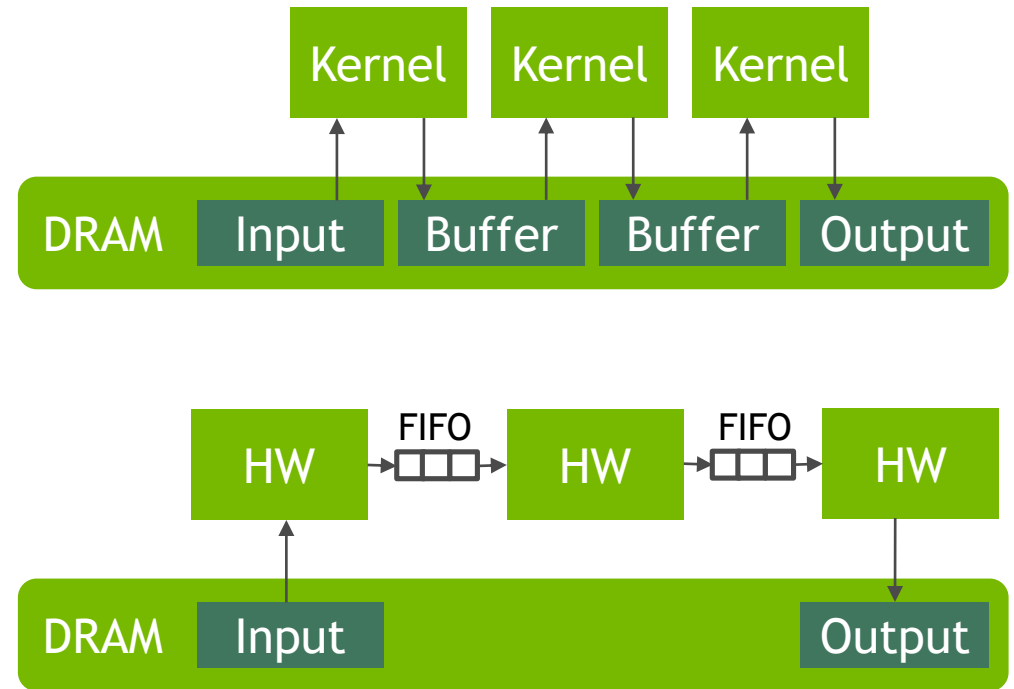 Kernel Kernel Kernel
DRAM Input Buffer Buffer Output
FIFO FIFO
HW HW HW
DRAM Input Output